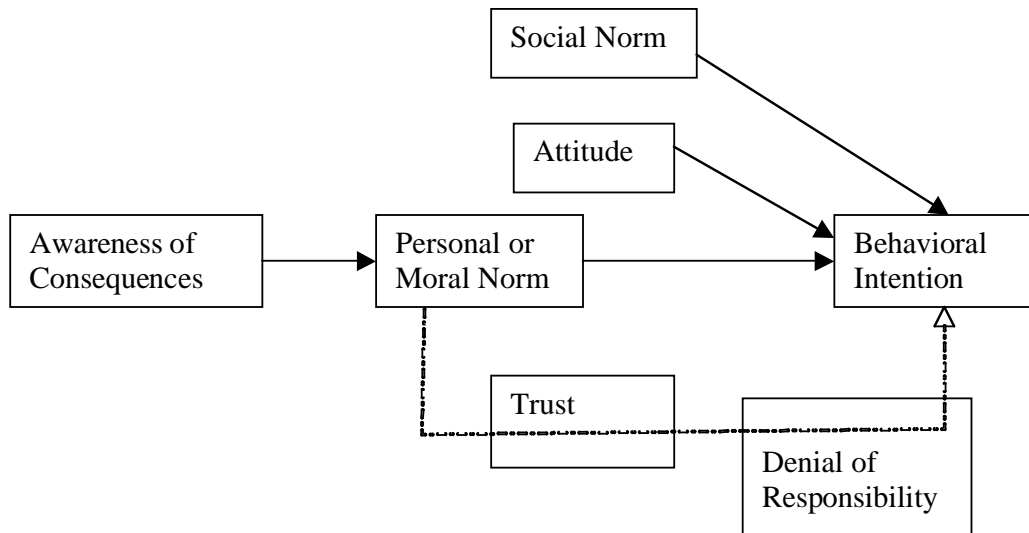 Social Norm
Attitude
Awareness of
Consequences
Personal or
Moral Norm
Behavioral
Intention
Trust
Denial of
Responsibility